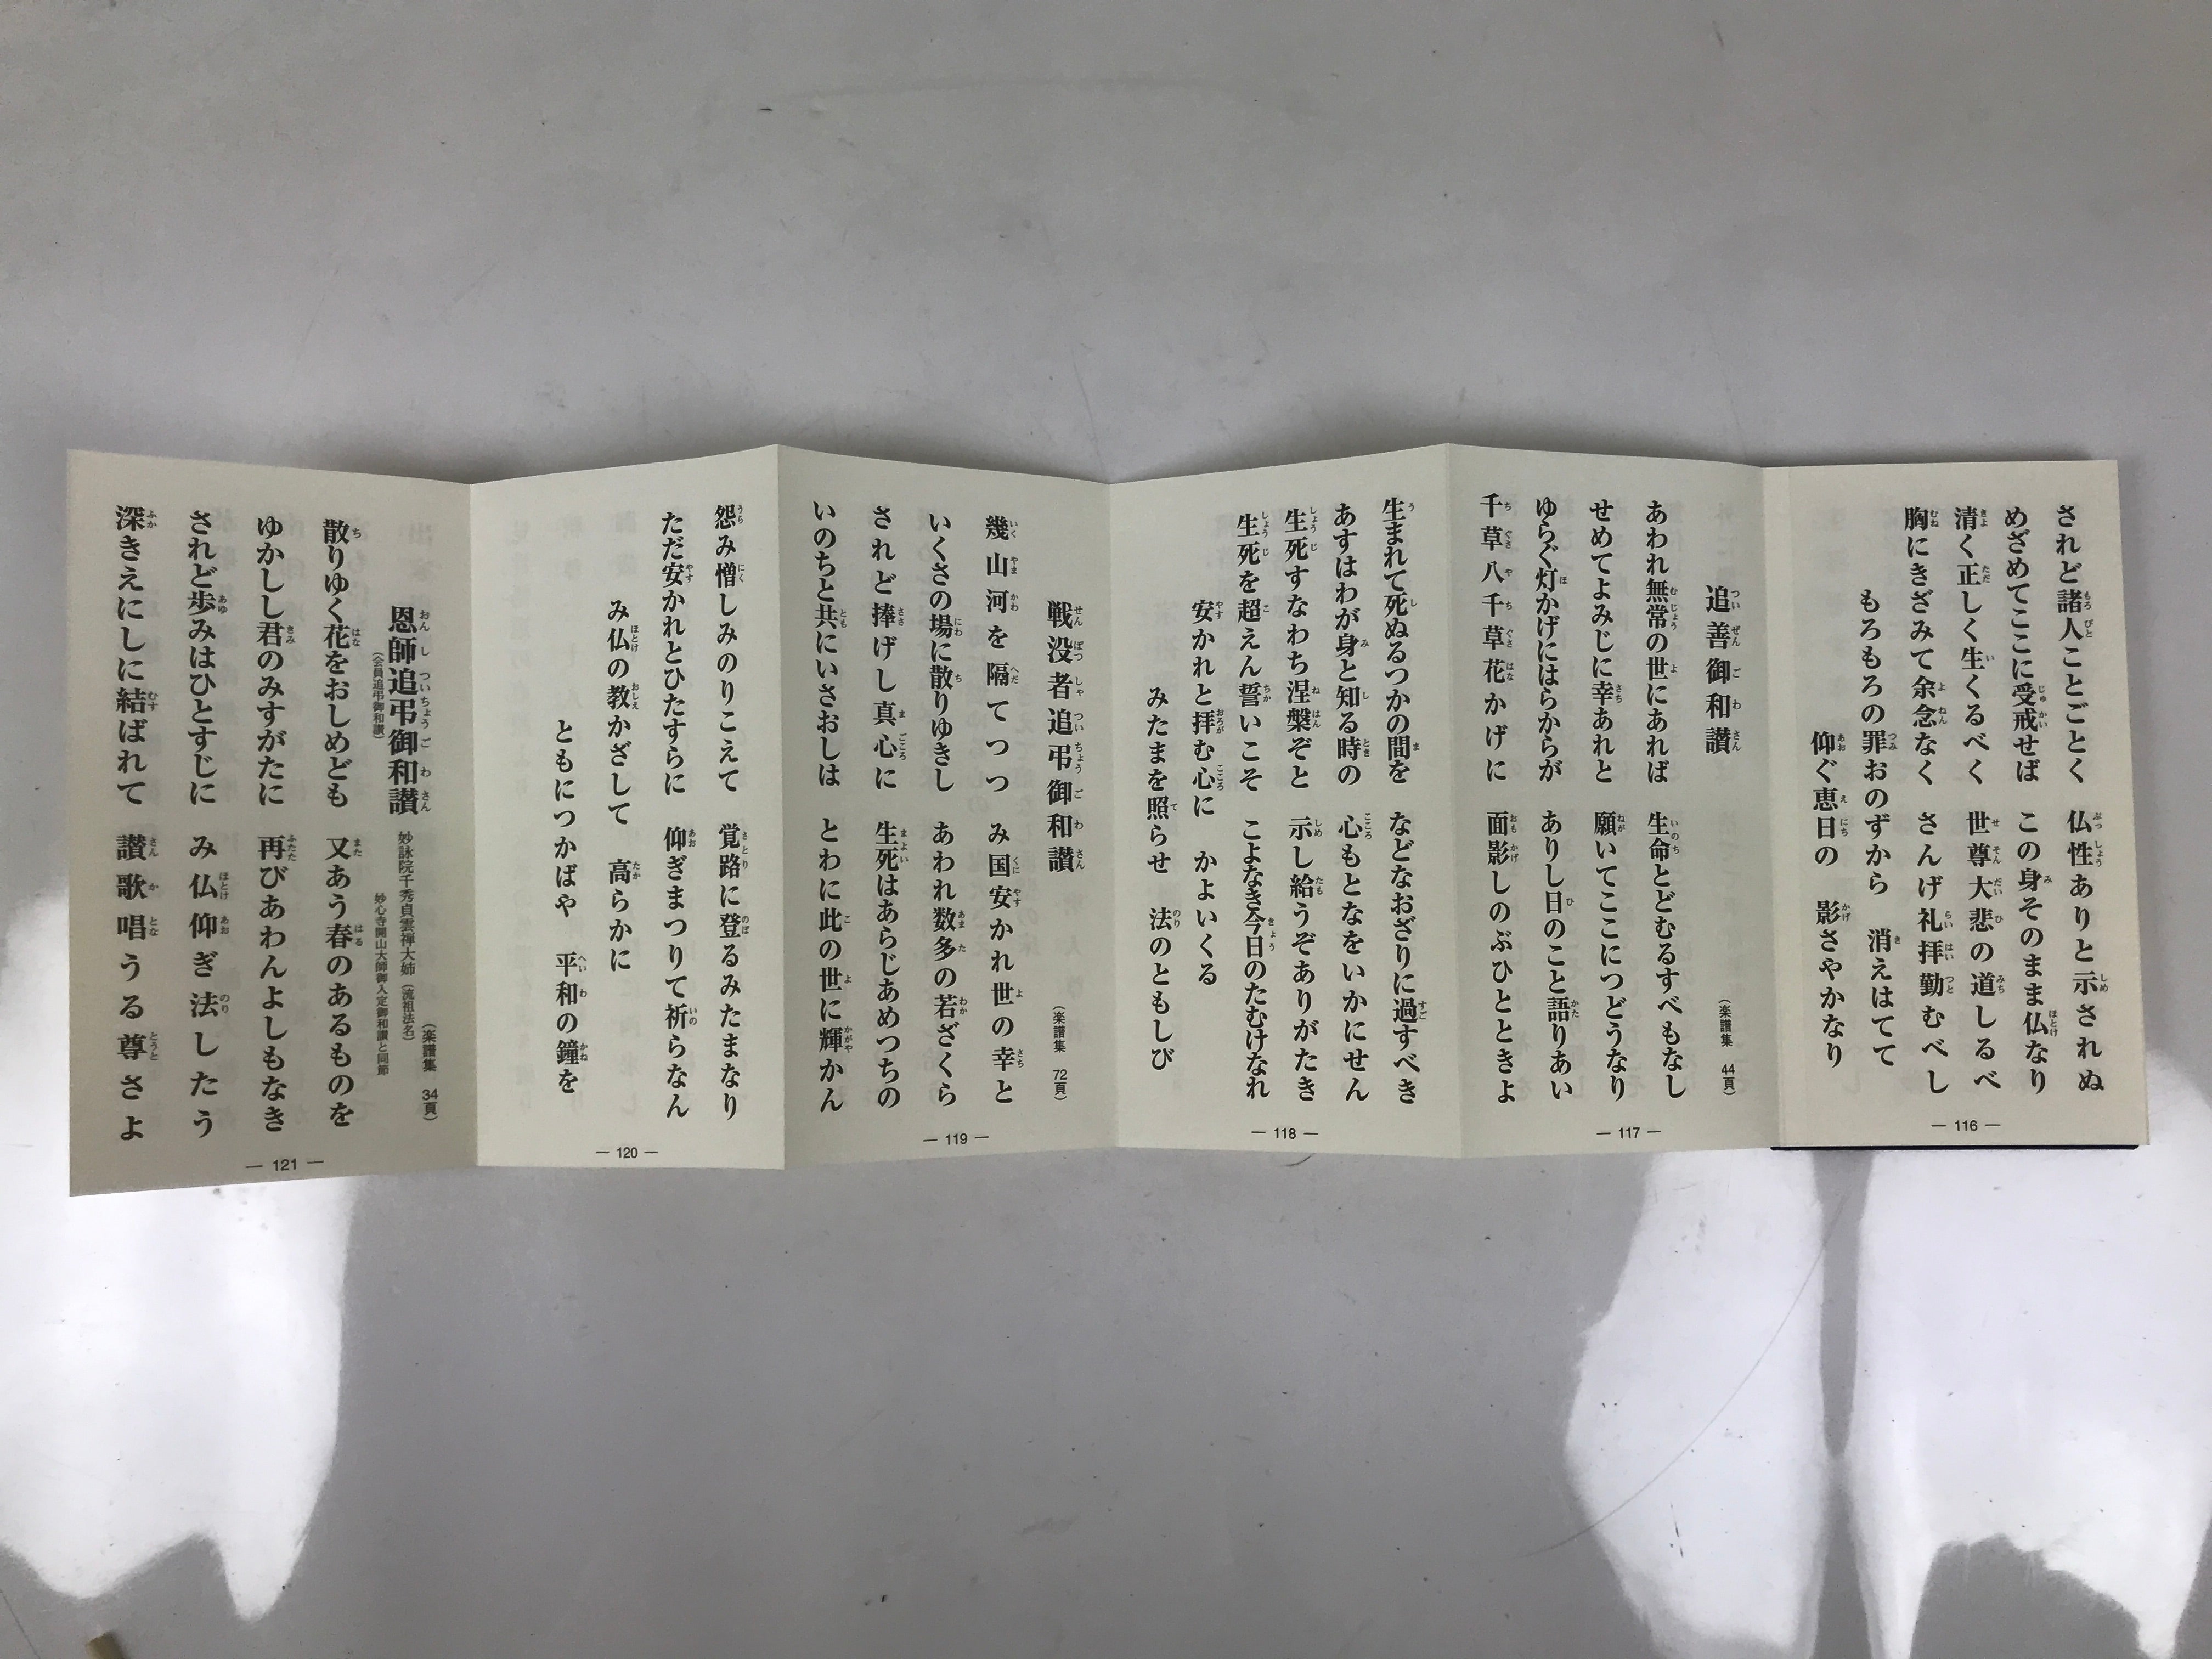 されど諸人ことごとく　仏性ありと示されぬ
めざめてここに受戒せば　この身そのまま仏なり
清く正しく生くるべく　世尊大悲の道しるべ
胸にきざみて余念なく　さんげ礼拝勤むべし
もろもろの罪おのずから　消えはてて
仰ぐ恵日の　影さやかなり
― 116 ―
追善御和讃
（楽譜集　44頁）
あわれ無常の世にあれば　生命とどむるすべもなし
せめてよみじに幸あれと　願いてここにつどうなり
ゆらぐ灯かげにはらからが　ありし日のこと語りあい
千草八千草花かげに　面影しのぶひとときよ
― 117 ―
生まれて死ぬるつかの間を　などなおざりに過すべき
あすはわが身と知る時の　心もとなをいかにせん
生死すなわち涅槃ぞと　示し給うぞありがたき
生死を超えん誓いこそ　こよなき今日のたむけなれ
安かれと拝む心に　かよいくる
みたまを照らせ　法のともしび
― 118 ―
戦没者追弔御和讃
（楽譜集　72頁）
幾山河を隔てつつ　み国安かれ世の幸と
いくさの場に散りゆきし　あわれ数多の若ざくら
されど捧げし真心に　生死はあらじあめつちの
いのちと共にいさおしは　とわに此の世に輝かん
― 119 ―
怨み憎しみのりこえて　覚路に登るみたまなり
ただ安かれとひたすらに　仰ぎまつりて祈らなん
み仏の教かざして　高らかに
ともにつかばや　平和の鐘を
― 120 ―
（楽譜集　34頁）
恩師追弔御和讃　妙詠院千秀貞雲禅大姉（流祖法名）
（会員追弔御和讃）　妙心寺開山大師御入定御和讃と同節
散りゆく花をおしめども　又あう春のあるものを
ゆかしし君のみすがたに　再びあわんよしもなき
されど歩みはひとすじに　み仏仰ぎ法したう
深きえにしに結ばれて　讃歌唱うる尊さよ
― 121 ―